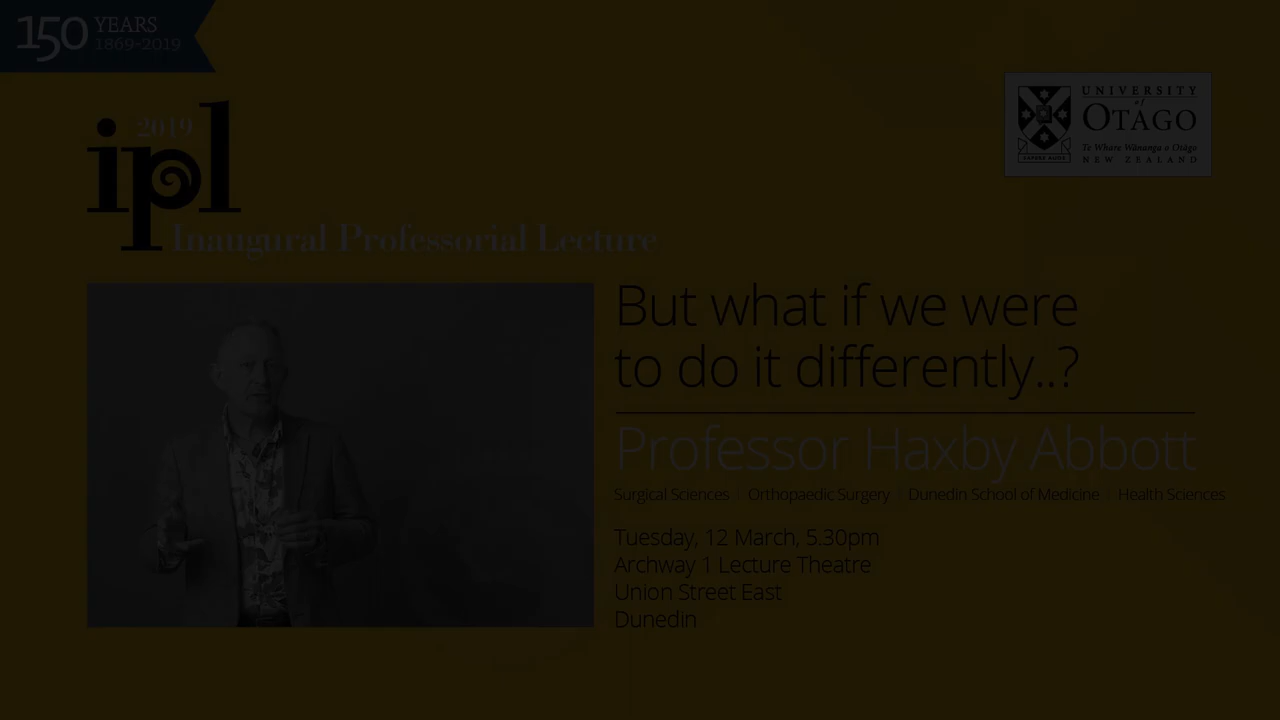 150 YEARS
1869-2019
UNIVERSITY
of
OTAGO
Te Whare Wānanga o Otāgo
NEW ZEALAND
SAPERE AUDE
2019
ipl
Inaugural Professorial Lecture
But what if we were
to do it differently..?
Professor Haxby Abbott
Surgical Sciences | Orthopaedic Surgery | Dunedin School of Medicine | Health Sciences
Tuesday, 12 March, 5.30pm
Archway 1 Lecture Theatre
Union Street East
Dunedin